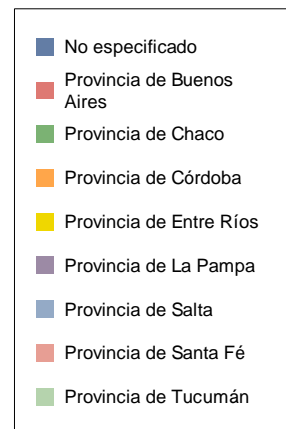 No especificado
Provincia de Buenos
Aires
Provincia de Chaco
Provincia de Córdoba
Provincia de Entre Ríos
Provincia de La Pampa
Provincia de Salta
Provincia de Santa Fé
Provincia de Tucumán